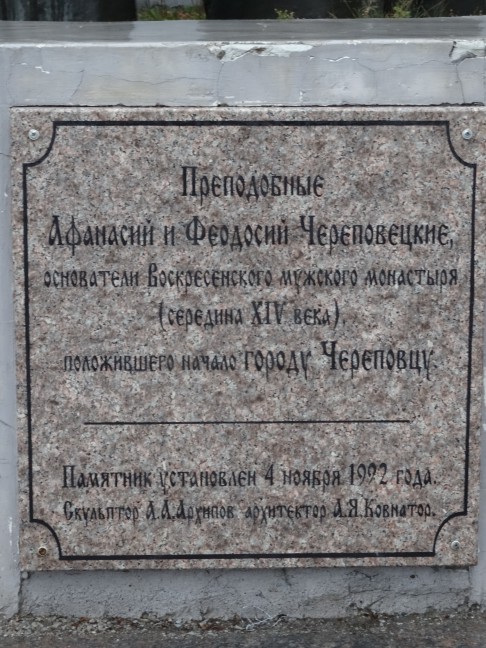 Преподобные
Афанасий и Феодосий Череповецкие,
основатели Воскресенского мужского монастыря
(середина XIV века),
положившего начало городу Череповцу.
Памятник установлен 4 ноября 1992 года.
Скульптор А.А.Архипов архитектор А.Я.Ковнатор.